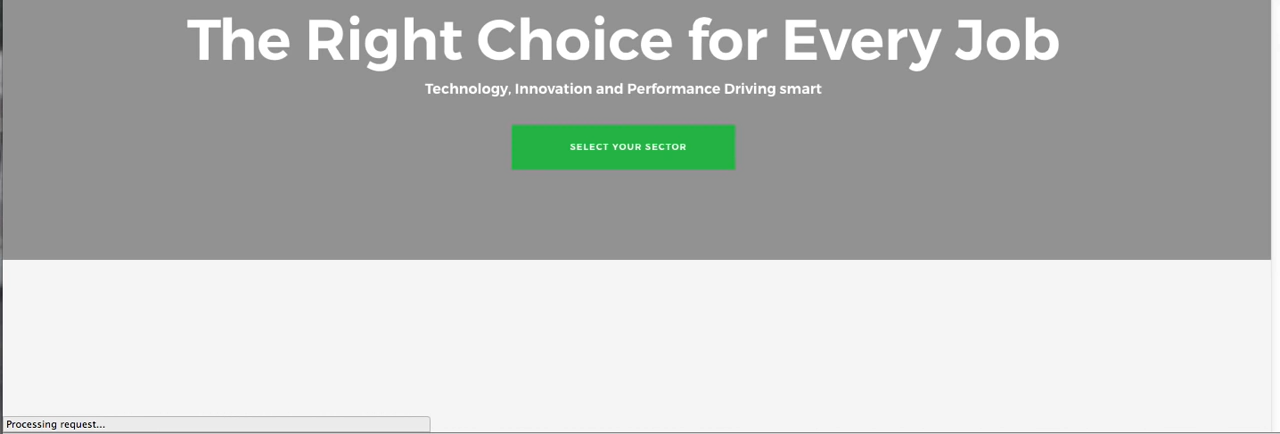 The Right Choice for Every Job
Technology, Innovation and Performance Driving smart
SELECT YOUR SECTOR
Processing request...